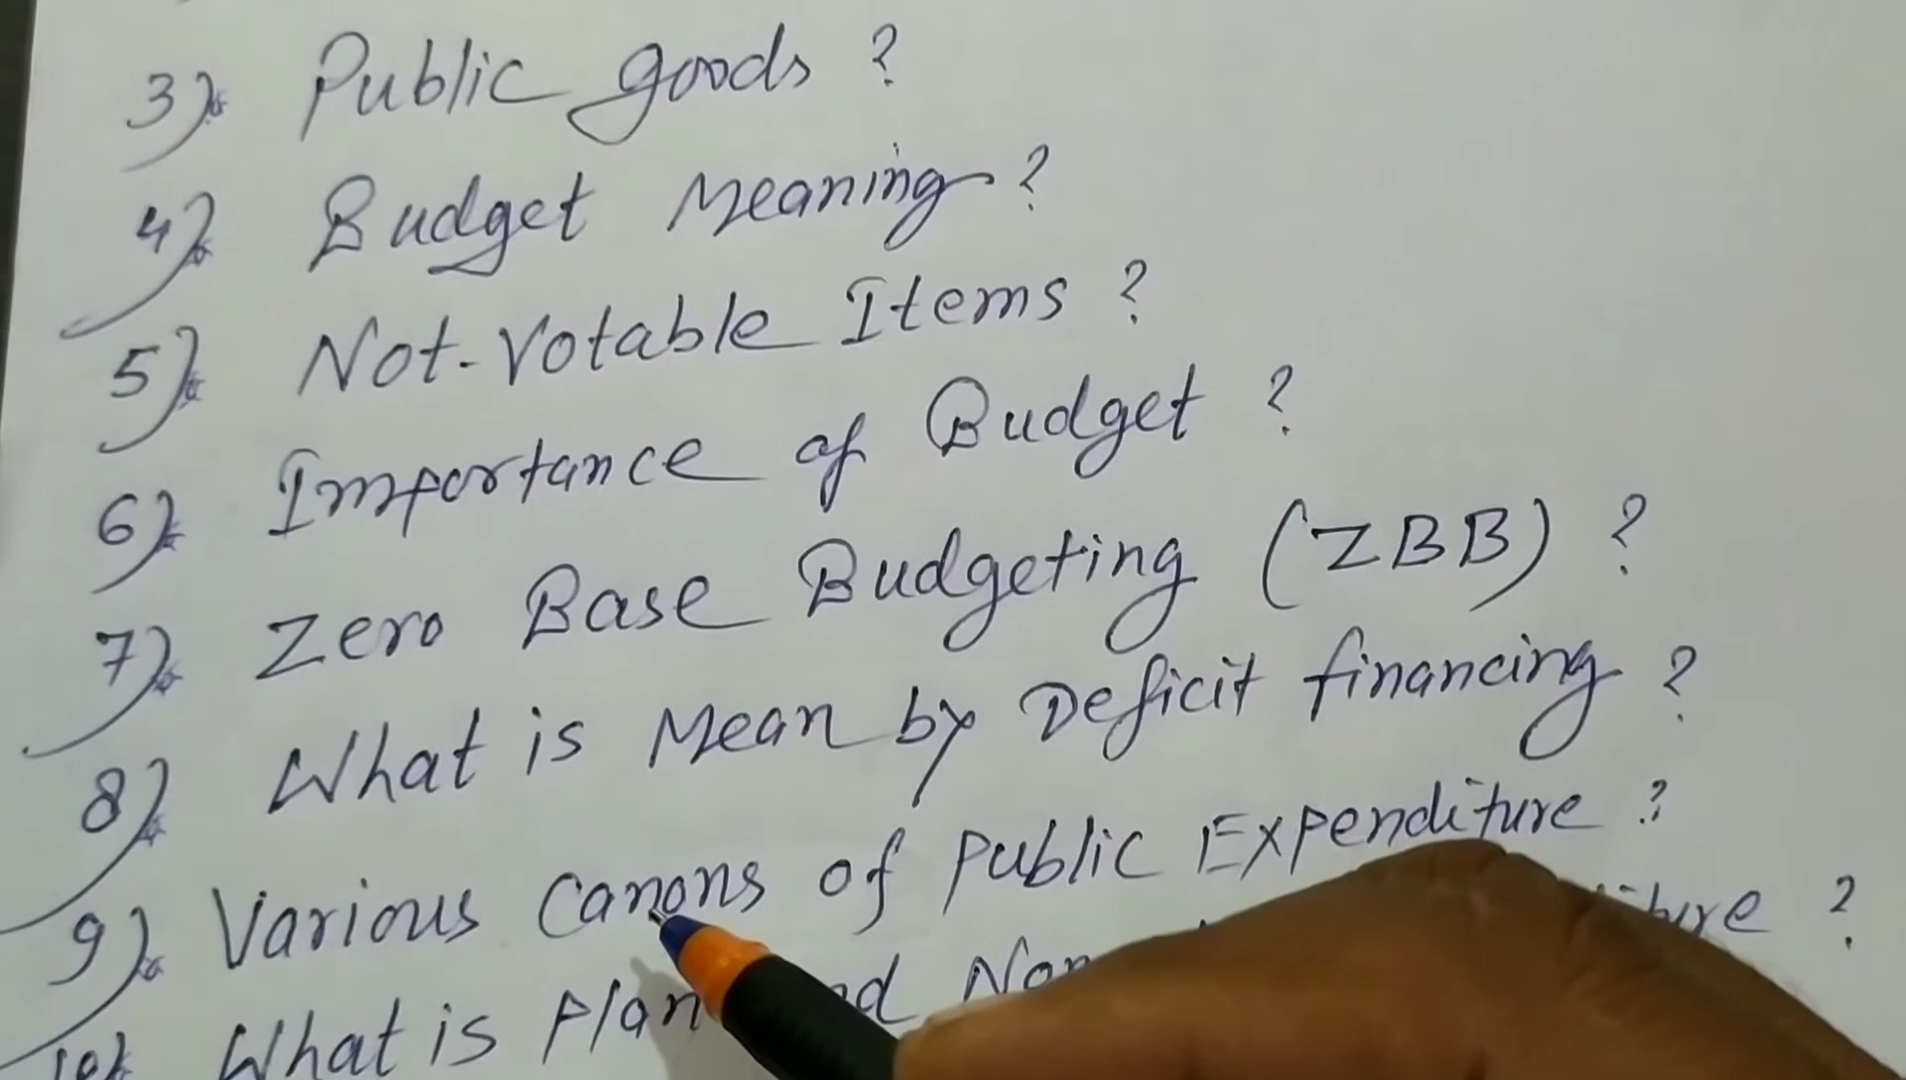 3). Public goods ?
4). Budget Meaning ?
5). Not-Votable Items ?
6). Importance of Budget ?
7). Zero Base Budgeting (ZBB) ?
8). What is Mean by Deficit financing ?
9). Various Canons of Public Expenditure ?
10). What is Plan ?